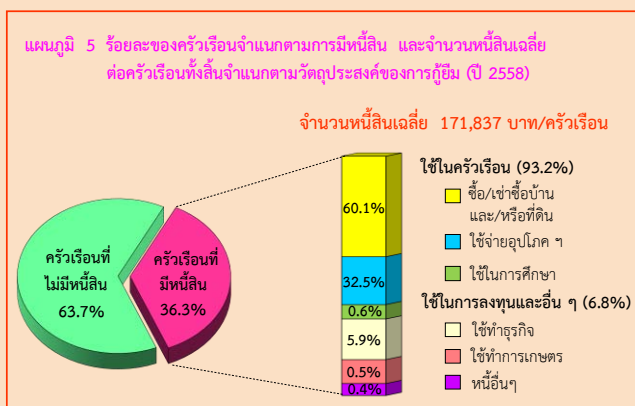 แผนภูมิ 5 ร้อยละของครัวเรือนจำแนกตามการมีหนี้สิน และจำนวนหนี้สินเฉลี่ย
ต่อครัวเรือนทั้งสิ้นจำแนกตามวัตถุประสงค์ของการกู้ยืม (ปี 2558)
จำนวนหนี้สินเฉลี่ย 171,837 บาท/ครัวเรือน
ครัวเรือนที่
ไม่มีหนี้สิน
63.7%
ครัวเรือนที่
มีหนี้สิน
36.3%
60.1%
32.5%
0.6%
5.9%
0.5%
0.4%
ใช้ในครัวเรือน (93.2%)
ซื้อ/เช่าซื้อบ้าน
และ/หรือที่ดิน
ใช้จ่ายอุปโภค ฯ
ใช้ในการศึกษา
ใช้ในการลงทุนและอื่น ๆ (6.8%)
ใช้ทำธุรกิจ
ใช้ทำการเกษตร
หนี้อื่นๆ